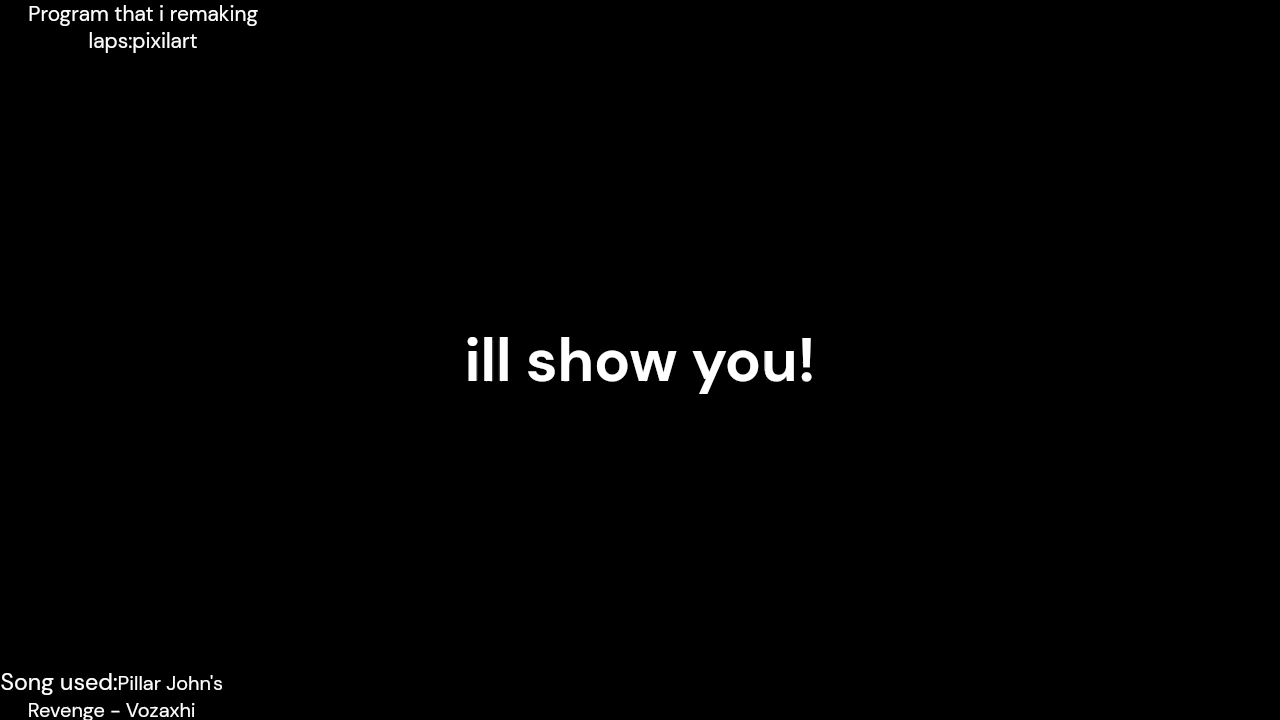 Program that i remaking
laps:pixilart
ill show you!
Song used:Pillar John's
Revenge - Vozaxhi